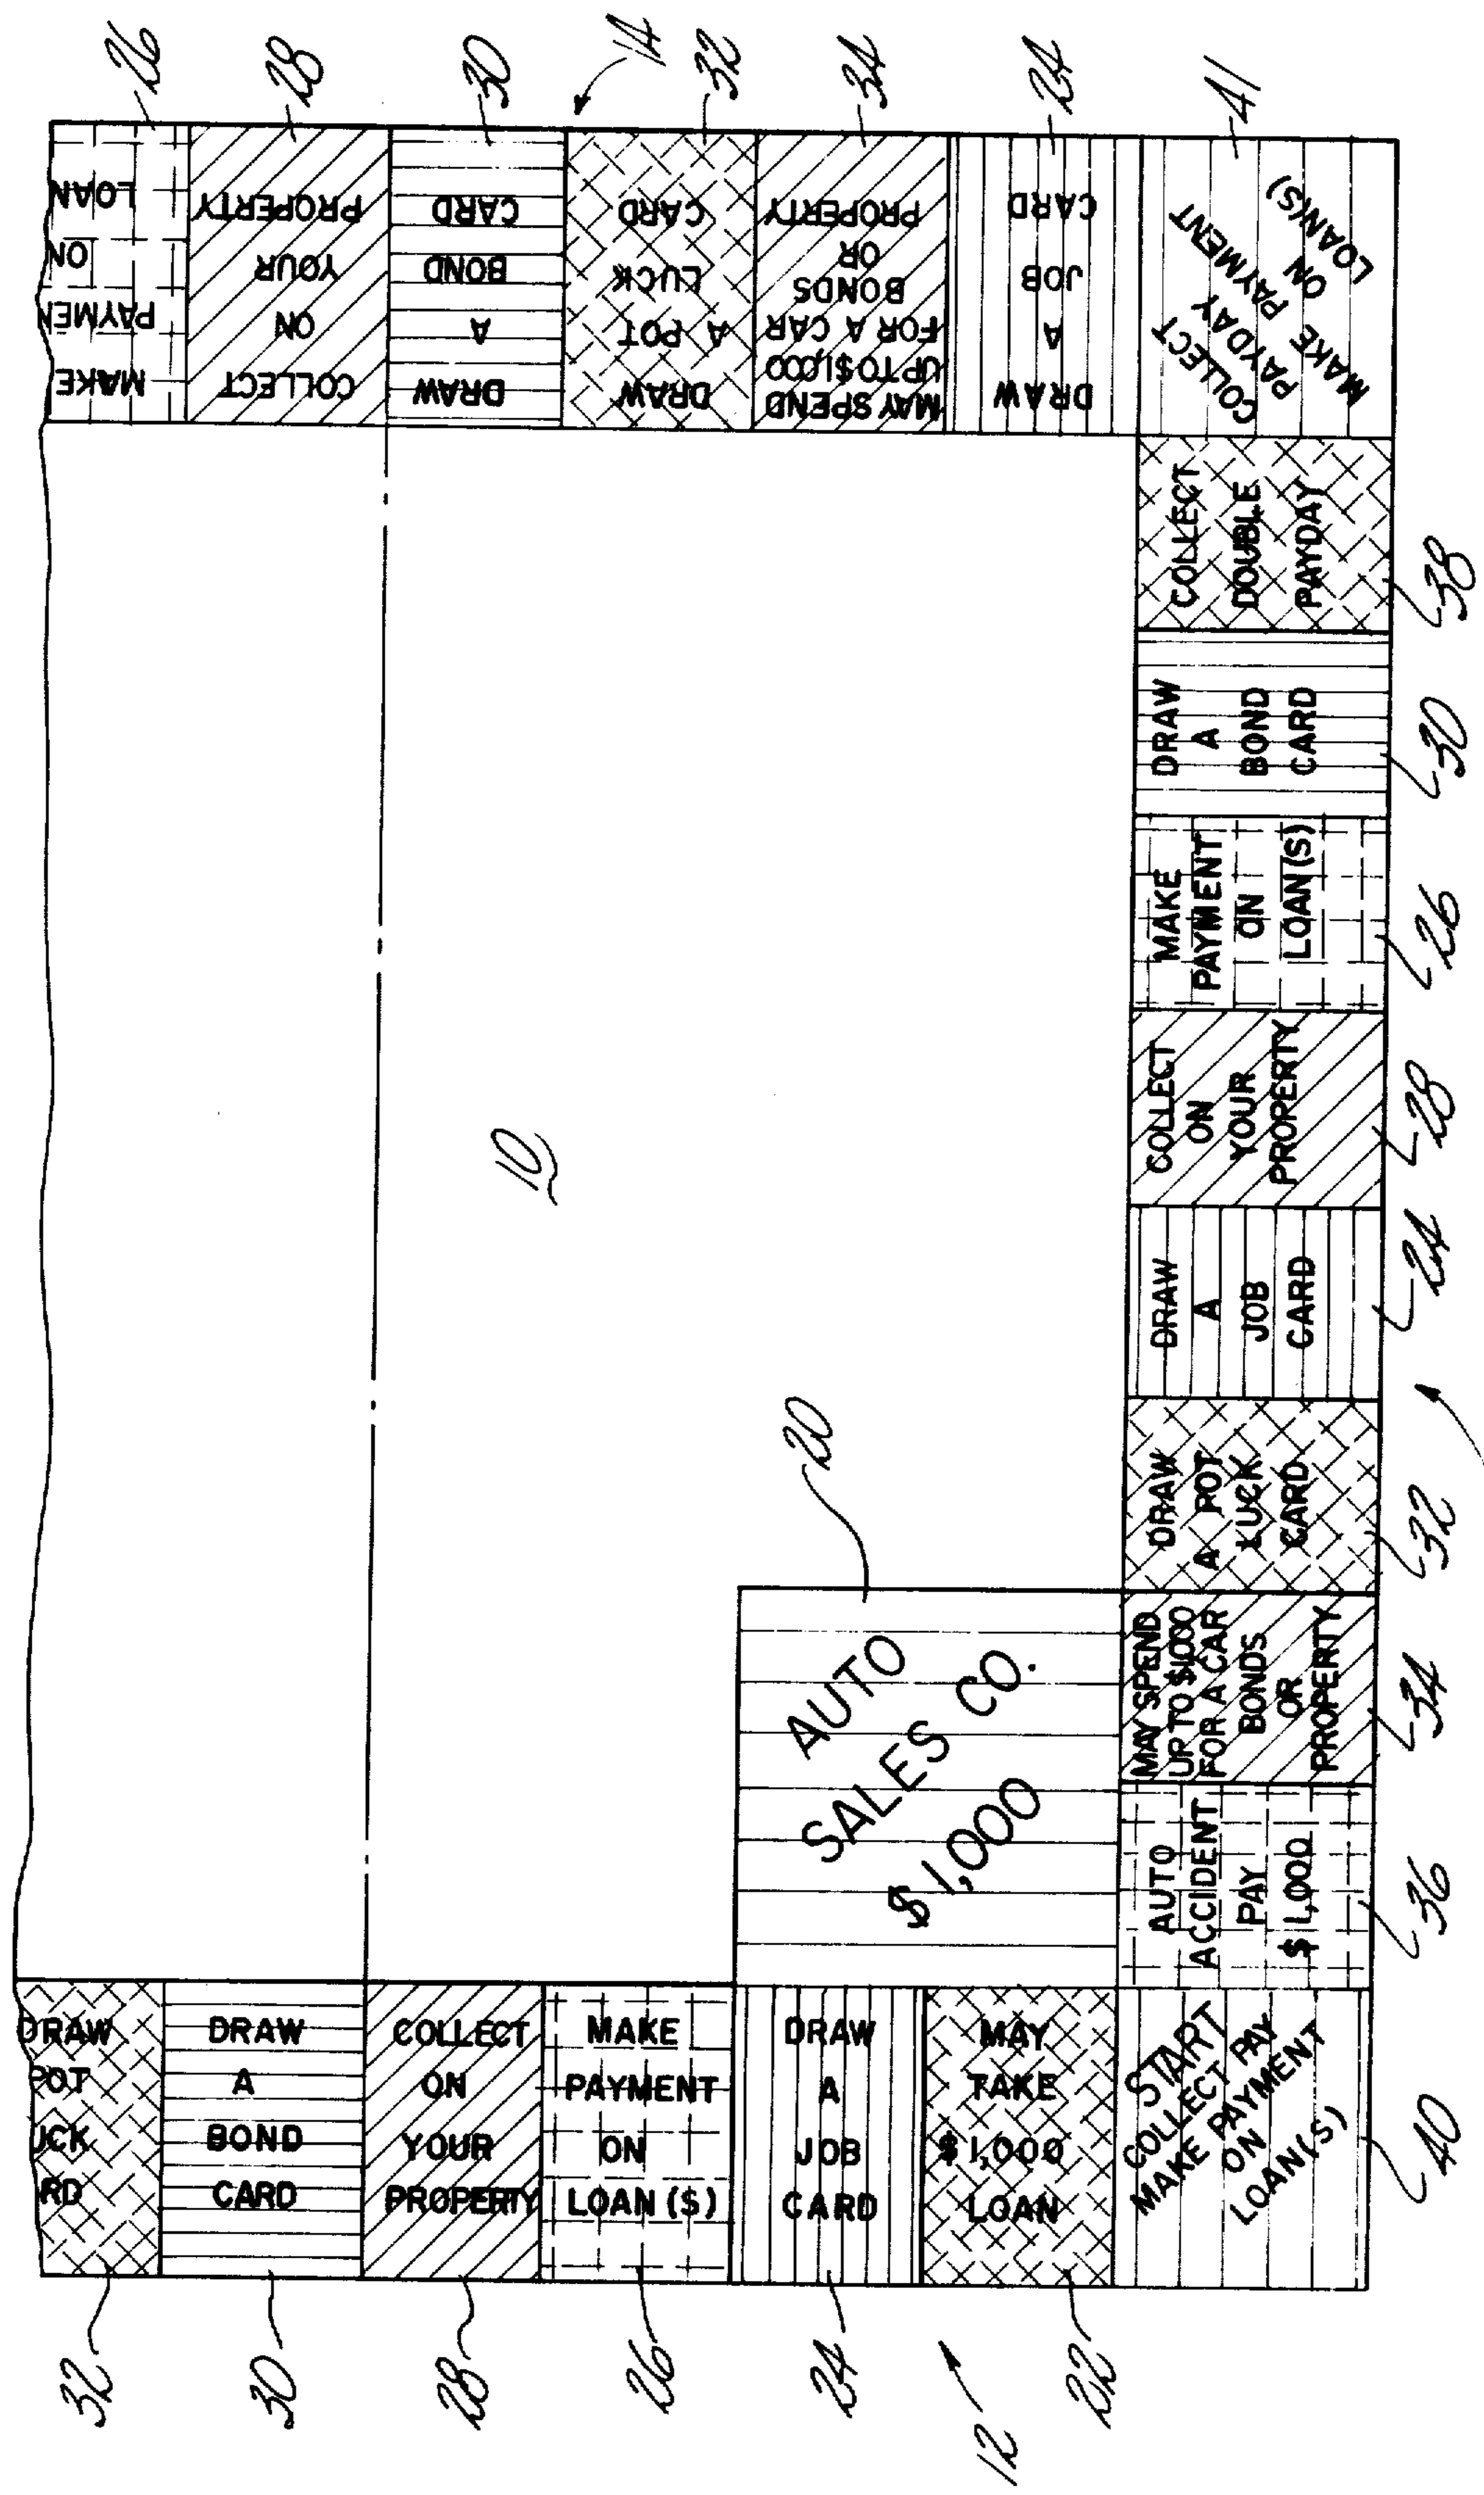 LOAN
ON
MAKE
COLLECT
ON
YOUR
PROPERTY
DRAW
A
BOND
CARD
DRAW
A POT
LUCK
CARD
MAY SPEND
UP TO $1,000
FOR A CAR
BONDS
OR
PROPERTY
DRAW
A
JOB
CARD
COLLECT
PAYDAY
MAKE PAYMENT
ON
LOAN(S)
26
28
30
14
32
34
24
41
COLLECT
DOUBLE
PAYDAY
38
DRAW
A
BOND
CARD
30
MAKE
PAYMENT
ON
LOAN(S)
26
COLLECT
ON
YOUR
PROPERTY
28
DRAW
A
JOB
CARD
24
DRAW
A POT
LUCK
CARD
32
MAY SPEND
UP TO $1,000
FOR A CAR
BONDS
OR
PROPERTY
34
AUTO
ACCIDENT
PAY
$1,000
36
10
20
AUTO
SALES CO.
$1,000
START
COLLECT PAY
MAKE PAYMENT
ON
LOAN(S)
40
MAY
TAKE
$1,000
LOAN
22
DRAW
A
JOB
CARD
24
MAKE
PAYMENT
ON
LOAN($)
26
COLLECT
ON
YOUR
PROPERTY
28
DRAW
A
BOND
CARD
30
DRAW
POT
UCK
RD
32
12